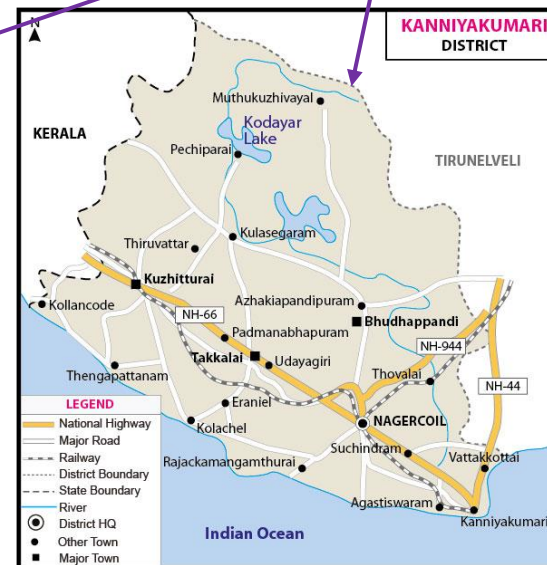 N
KANNIYAKUMARI
DISTRICT
Muthukuzhivayal
KERALA
Kodayar
Lake
Pechiparai
TIRUNELVELI
Kulasegaram
Thiruvattar
Kuzhitturai
Kollancode
Azhakiapandipuram
NH-66
Bhudhappandi
Padmanabhapuram
NH-944
Takkalai
Udayagiri
Thovalai
Thengapattanam
NH-44
Eraniel
Kolachel
NAGERCOIL
Suchindram
Rajackamangamthurai
Vattakkottai
Agastiswaram
Kanniyakumari
Indian Ocean
LEGEND
National Highway
Major Road
Railway
District Boundary
State Boundary
River
District HQ
Other Town
Major Town